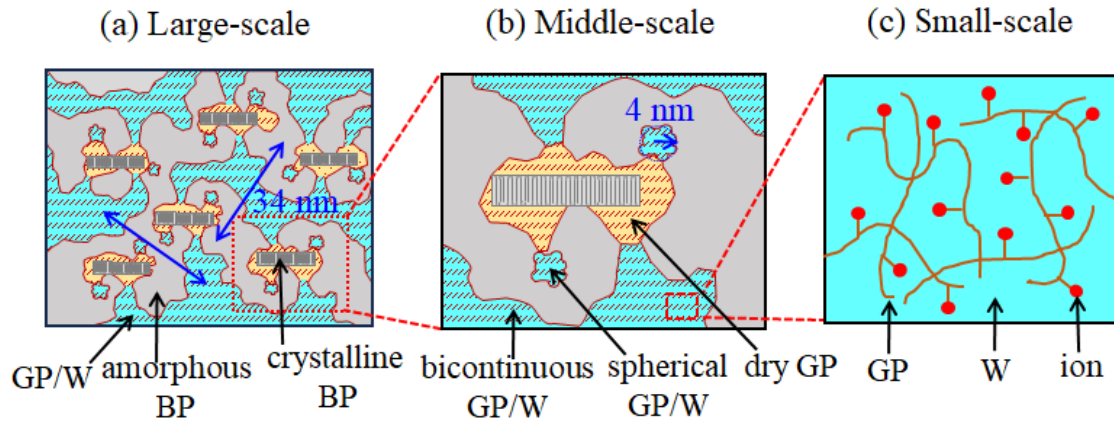 (a) Large-scale
(b) Middle-scale
(c) Small-scale
34 nm
4 nm
GP/W
amorphous
BP
crystalline
BP
bicontinuous
GP/W
spherical
GP/W
dry GP
GP
W
ion